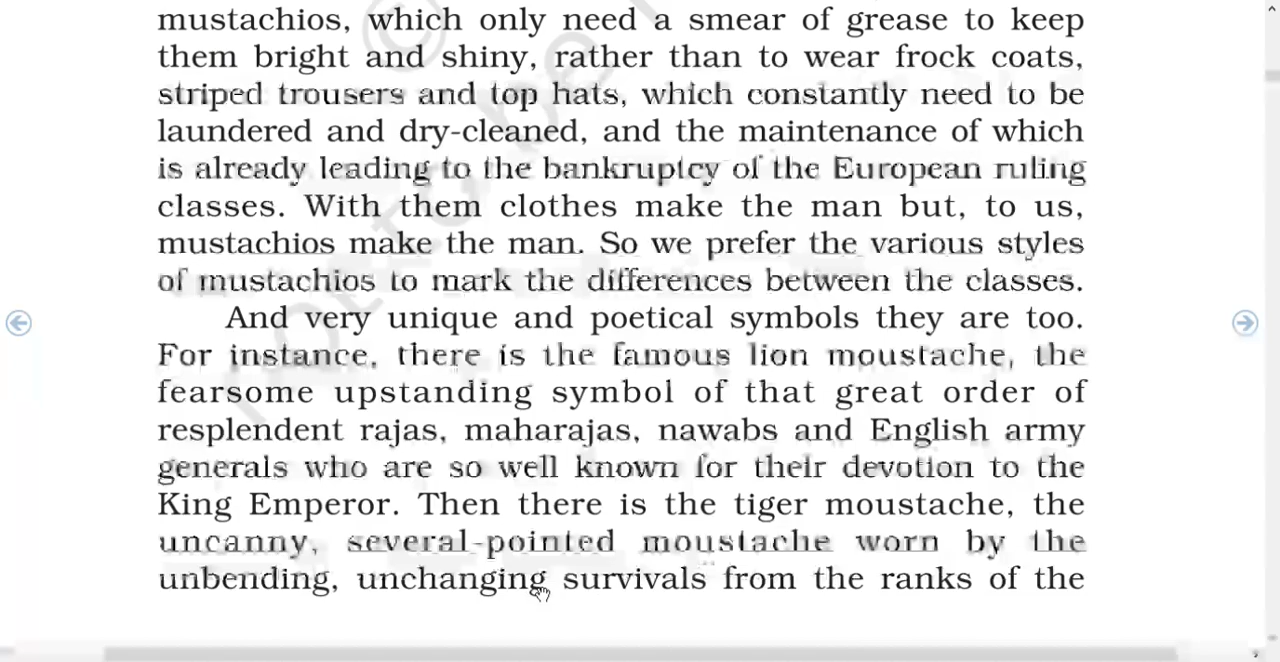 mustachios, which only need a smear of grease to keep
them bright and shiny, rather than to wear frock coats,
striped trousers and top hats, which constantly need to be
laundered and dry-cleaned, and the maintenance of which
is already leading to the bankruptcy of the European ruling
classes. With them clothes make the man but, to us,
mustachios make the man. So we prefer the various styles
of mustachios to mark the differences between the classes.
And very unique and poetical symbols they are too.
For instance, there is the famous lion moustache, the
fearsome upstanding symbol of that great order of
resplendent rajas, maharajas, nawabs and English army
generals who are so well known for their devotion to the
King Emperor. Then there is the tiger moustache, the
uncanny, several-pointed moustache worn by the
unbending, unchanging survivals from the ranks of the